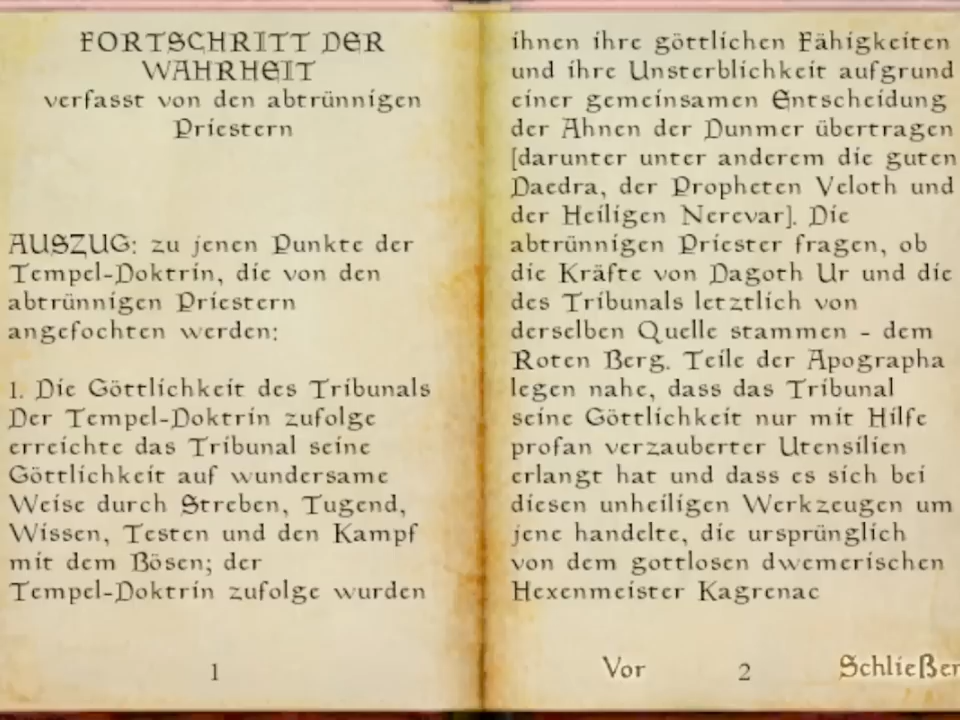 FORTSCHRITT DER
WAHRHEIT
verfasst von den abtrünnigen
Priestern
AUSZUG: zu jenen Punkte der
Tempel-Doktrin, die von den
abtrünnigen Priestern
angefochten werden:
1. Die Göttlichkeit des Tribunals
Der Tempel-Doktrin zufolge
erreichte das Tribunal seine
Göttlichkeit auf wundersame
Weise durch Streben, Tugend,
Wissen, Testen und den Kampf
mit dem Bösen; der
Tempel-Doktrin zufolge wurden
1
ihnen ihre göttlichen Fähigkeiten
und ihre Unsterblichkeit aufgrund
einer gemeinsamen Entscheidung
der Ahnen der Dunmer übertragen
[darunter unter anderem die guten
Daedra, der Propheten Veloth und
der Heiligen Nerevar]. Die
abtrünnigen Priester fragen, ob
die Kräfte von Dagoth Ur und die
des Tribunals letztlich von
derselben Quelle stammen - dem
Roten Berg. Teile der Apographa
legen nahe, dass das Tribunal
seine Göttlichkeit nur mit Hilfe
profan verzauberter Utensilien
erlangt hat und dass es sich bei
diesen unheiligen Werkzeugen um
jene handelte, die ursprünglich
von dem gottlosen dwemerischen
Hexenmeister Kagrenac
Vor 2 Schließen